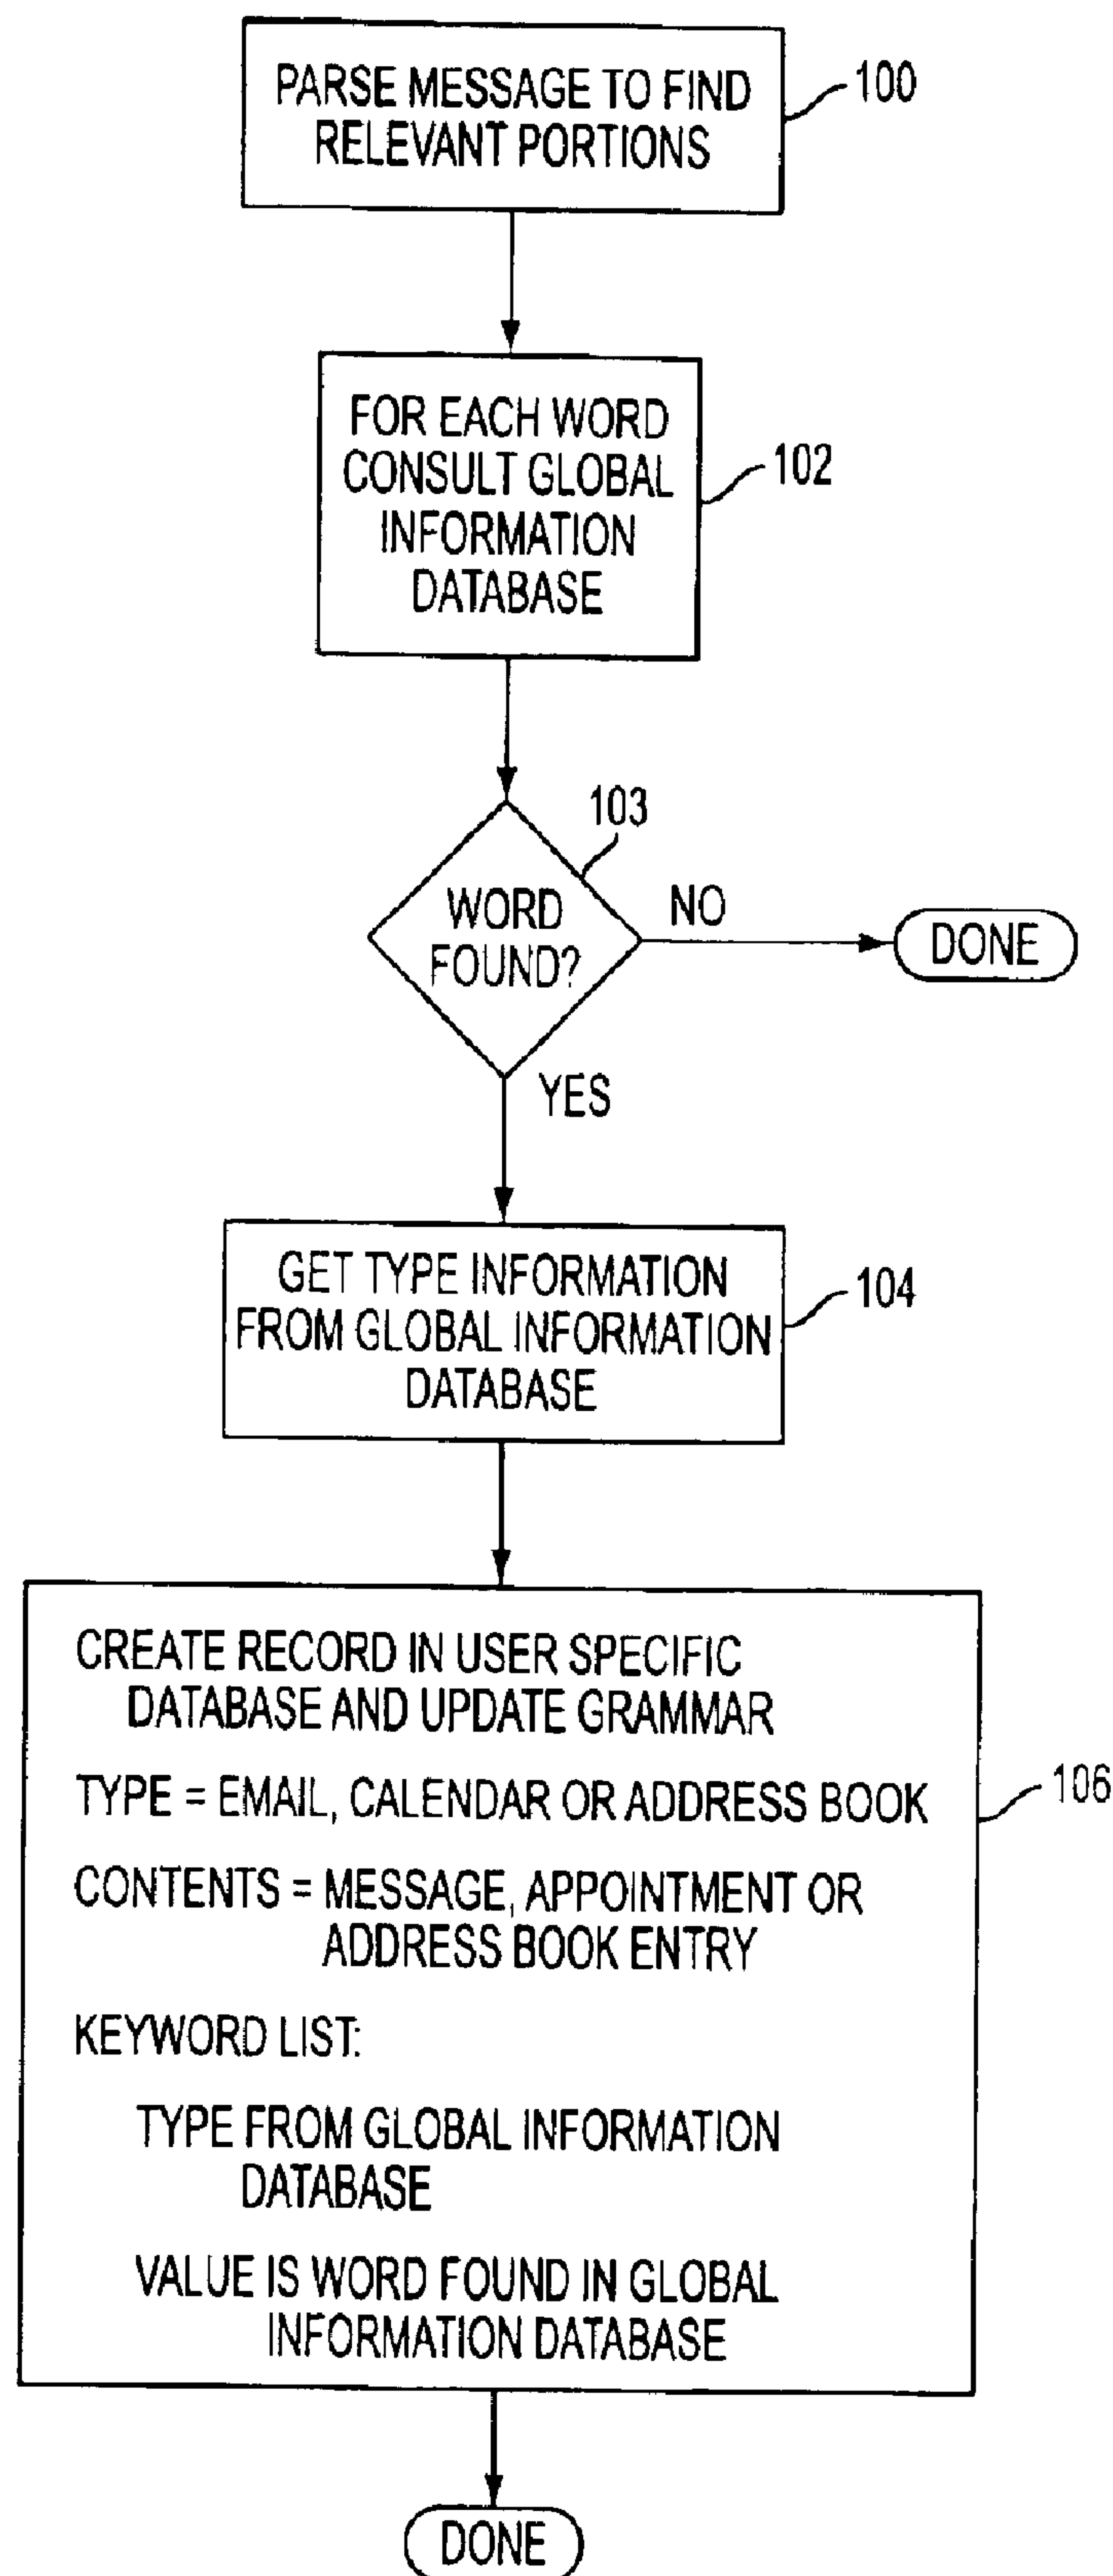 PARSE MESSAGE TO FIND
RELEVANT PORTIONS
100
FOR EACH WORD
CONSULT GLOBAL
INFORMATION
DATABASE
102
103
WORD
FOUND?
NO
DONE
YES
GET TYPE INFORMATION
FROM GLOBAL INFORMATION
DATABASE
104
CREATE RECORD IN USER SPECIFIC
DATABASE AND UPDATE GRAMMAR
TYPE = EMAIL, CALENDAR OR ADDRESS BOOK
CONTENTS = MESSAGE, APPOINTMENT OR
ADDRESS BOOK ENTRY
KEYWORD LIST:
TYPE FROM GLOBAL INFORMATION
DATABASE
VALUE IS WORD FOUND IN GLOBAL
INFORMATION DATABASE
106
DONE